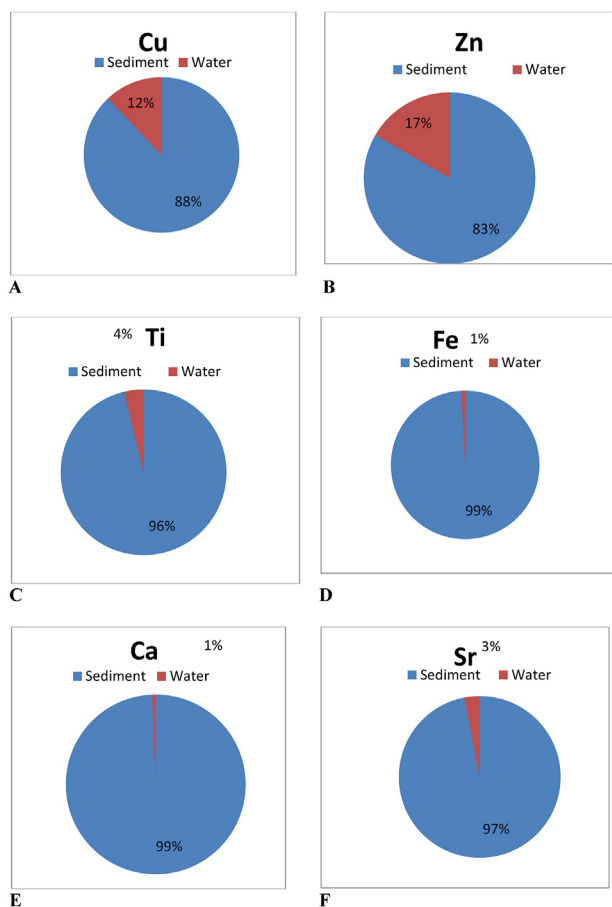 Cu
Sediment Water
12%
88%
A
Zn
Sediment Water
17%
83%
B
4% Ti
Sediment Water
96%
C
Fe 1%
Sediment Water
99%
D
Ca 1%
Sediment Water
99%
E
Sr 3%
Sediment Water
97%
F